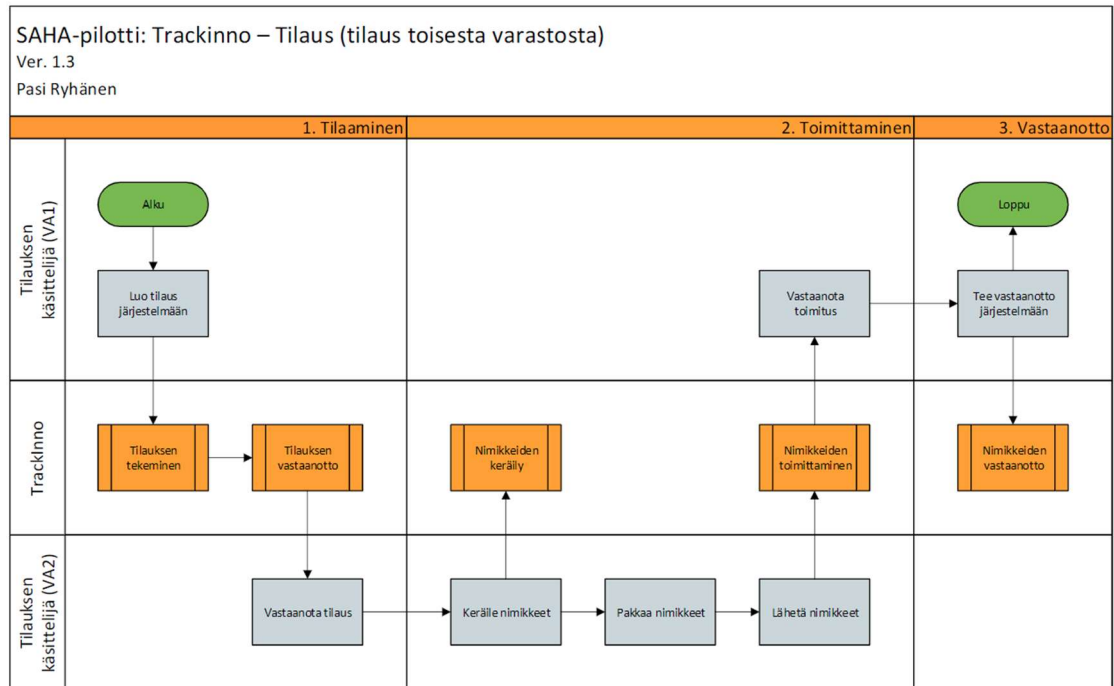 SAHA-pilotti: Trackinno – Tilaus (tilaus toisesta varastosta)
Ver. 1.3
Pasi Ryhänen
1. Tilaaminen
2. Toimittaminen
3. Vastaanotto
Tilauksen
käsittelijä (VA1)
Alku
Loppu
Luo tilaus
järjestelmään
Vastaanota
toimitus
Tee vastaanotto
järjestelmään
TrackInno
Tilauksen
tekeminen
Tilauksen
vastaanotto
Nimikkeiden
keräily
Nimikkeiden
toimittaminen
Nimikkeiden
vastaanotto
Tilauksen
käsittelijä (VA2)
Vastaanota tilaus
Keräile nimikkeet
Pakkaa nimikkeet
Lähetä nimikkeet